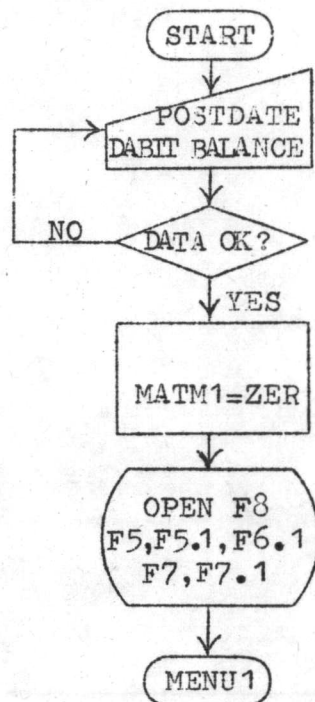 START
POSTDATE
DABIT BALANCE
NO
DATA OK?
YES
MATM1=ZER
OPEN F8
F5,F5.1,F6.1
F7,F7.1
MENU1